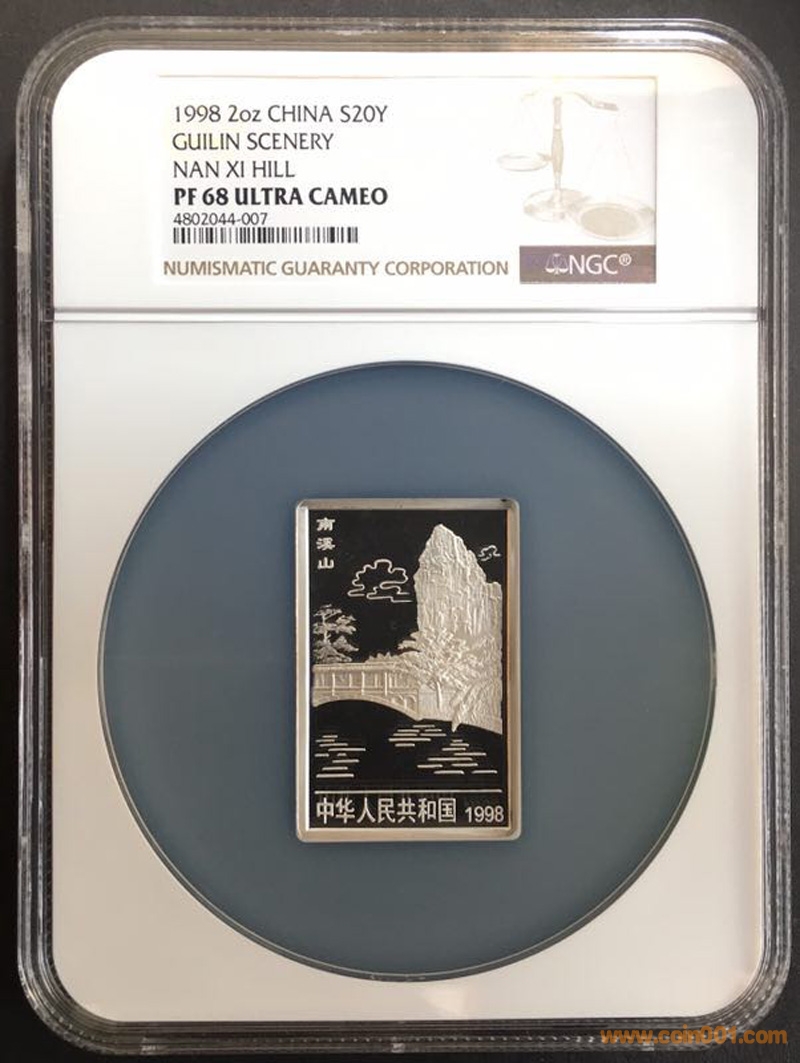 1998 2oz CHINA S20Y
GUILIN SCENERY
NAN XI HILL
PF 68 ULTRA CAMEO
4802044-007
NUMISMATIC GUARANTY CORPORATION
NGC®
南溪山
中华人民共和国 1998
www.coin001.com